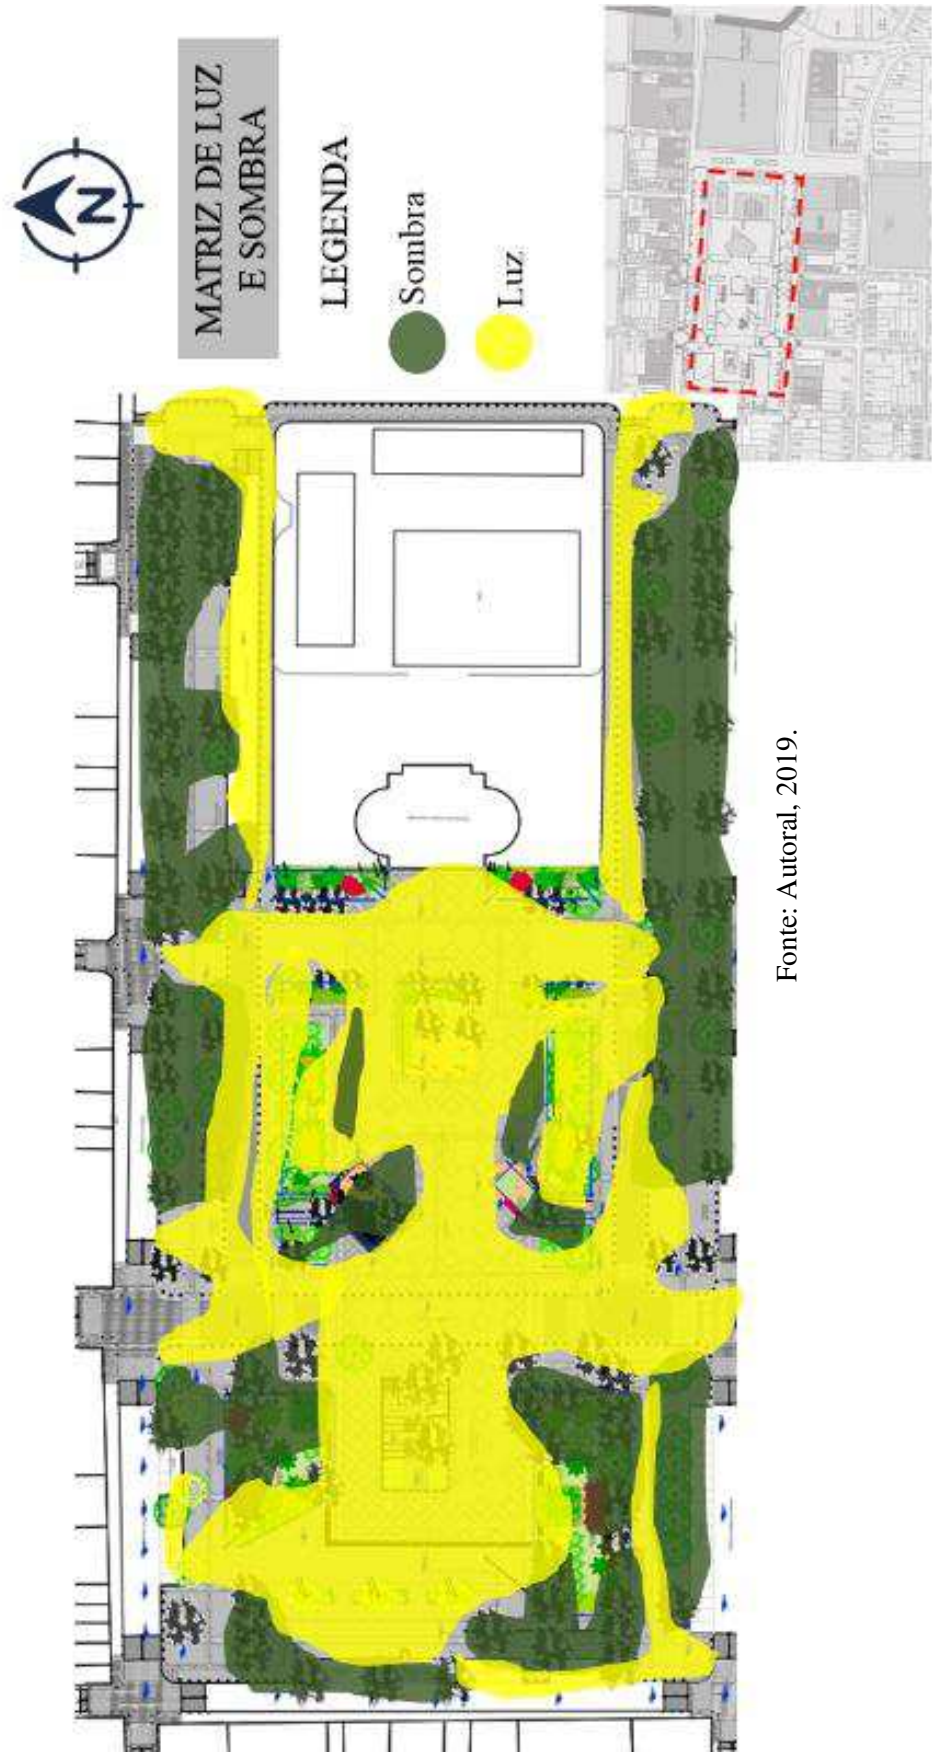 N
MATRIZ DE LUZ
E SOMBRA
LEGENDA
Sombra
Luz
Fonte: Autoral, 2019.